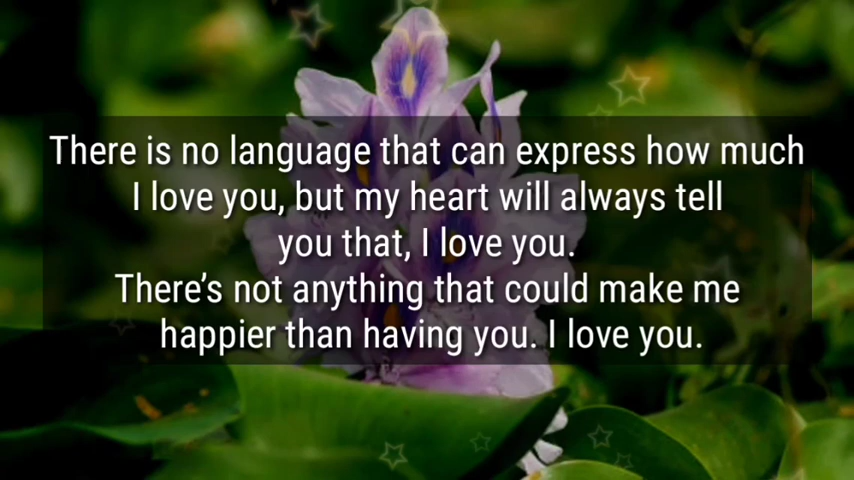 There is no language that can express how much
I love you, but my heart will always tell
you that, I love you.
There’s not anything that could make me
happier than having you. I love you.